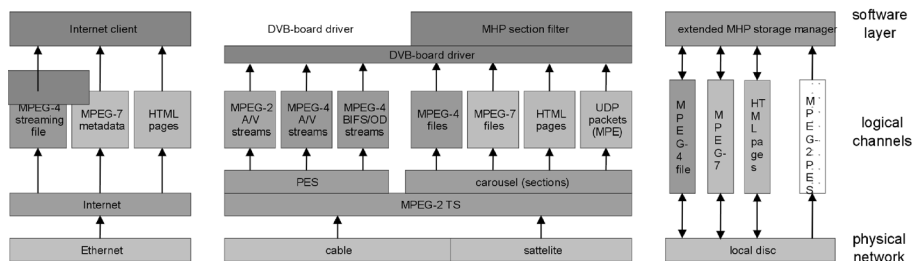 Internet client
DVB-board driver
MHP section filter
extended MHP storage manager
software
layer
DVB-board driver
MPEG-4
streaming
file
MPEG-7
metadata
HTML
pages
MPEG-2
A/V
streams
MPEG-4
A/V
streams
MPEG-4
BIFS/OD
streams
MPEG-4
files
MPEG-7
files
HTML
pages
UDP
packets
(MPE)
M
P
E
G-4
file
M
P
E
G-
7
HT
ML
pa
ge
s
M
P
E
G-
2
P
E
S
logical
channels
PES
carousel (sections)
Internet
MPEG-2 TS
Ethernet
cable
sattelite
local disc
physical
network